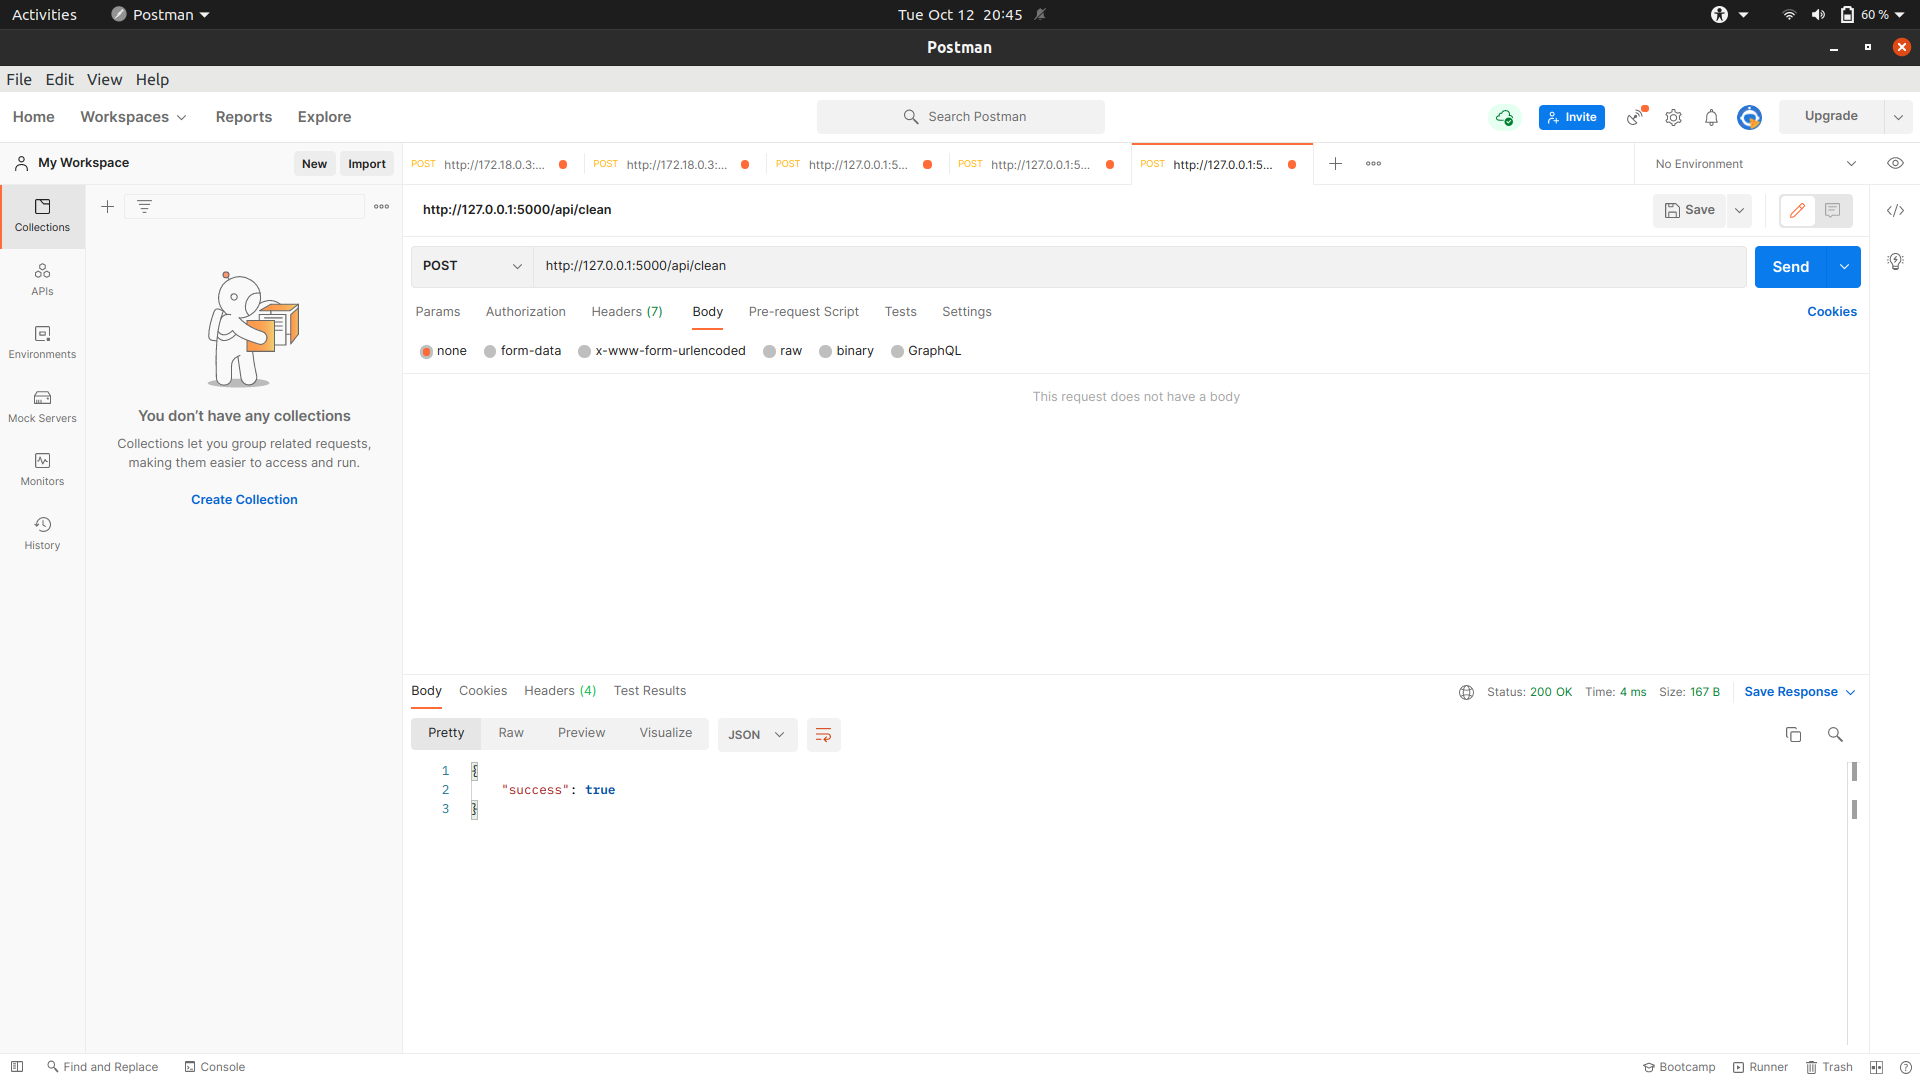 Activities Postman Tue Oct 12 20:45 60 %
Postman
File Edit View Help
Home Workspaces Reports Explore Search Postman Invite Upgrade
My Workspace New Import POST http://172.18.0.3:... POST http://172.18.0.3:... POST http://127.0.0.1:5... POST http://127.0.0.1:5... POST http://127.0.0.1:5... No Environment
http://127.0.0.1:5000/api/clean Save
Collections
POST http://127.0.0.1:5000/api/clean Send
APIs
Params Authorization Headers (7) Body Pre-request Script Tests Settings Cookies
Environments
none form-data x-www-form-urlencoded raw binary GraphQL
This request does not have a body
Mock Servers
You don't have any collections
Collections let you group related requests,
making them easier to access and run.
Monitors
Create Collection
History
Body Cookies Headers (4) Test Results Status: 200 OK Time: 4 ms Size: 167 B Save Response
Pretty Raw Preview Visualize JSON
1 {
2 "success": true
3 }
Find and Replace Console Bootcamp Runner Trash